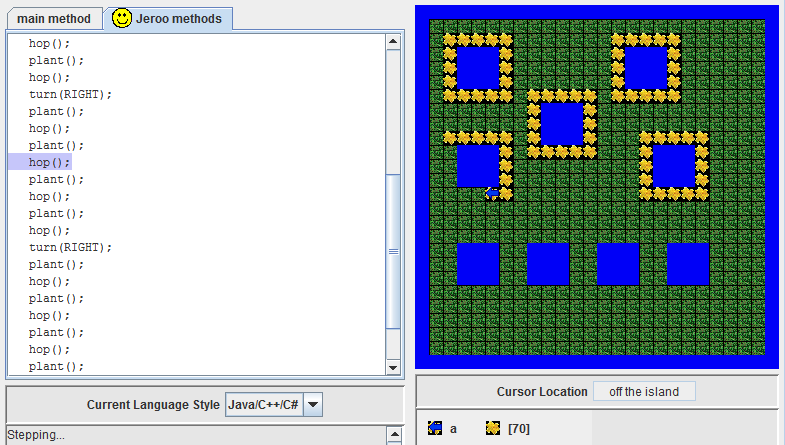 main method
Jeroo methods
hop();
plant();
hop();
turn(RIGHT);
plant();
hop();
plant();
hop();
plant();
hop();
plant();
hop();
turn(RIGHT);
plant();
hop();
plant();
hop();
plant();
hop();
plant();
Current Language Style Java/C++/C#
Stepping...
Cursor Location off the island
a [70]